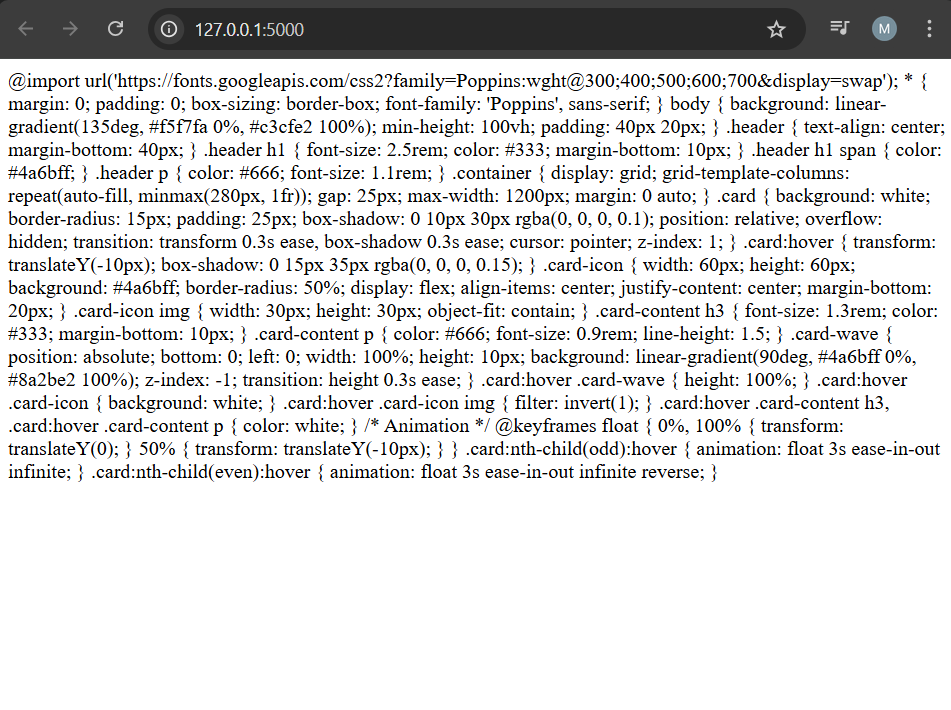 127.0.0.1:5000
M
@import url('https://fonts.googleapis.com/css2?family=Poppins:wght@300;400;500;600;700&display=swap'); * {
margin: 0; padding: 0; box-sizing: border-box; font-family: 'Poppins', sans-serif; } body { background: linear-
gradient(135deg, #f5f7fa 0%, #c3cfe2 100%); min-height: 100vh; padding: 40px 20px; } .header { text-align: center;
margin-bottom: 40px; } .header h1 { font-size: 2.5rem; color: #333; margin-bottom: 10px; } .header h1 span { color:
#4a6bff; } .header p { color: #666; font-size: 1.1rem; } .container { display: grid; grid-template-columns:
repeat(auto-fill, minmax(280px, 1fr)); gap: 25px; max-width: 1200px; margin: 0 auto; } .card { background: white;
border-radius: 15px; padding: 25px; box-shadow: 0 10px 30px rgba(0, 0, 0, 0.1); position: relative; overflow:
hidden; transition: transform 0.3s ease, box-shadow 0.3s ease; cursor: pointer; z-index: 1; } .card:hover { transform:
translateY(-10px); box-shadow: 0 15px 35px rgba(0, 0, 0, 0.15); } .card-icon { width: 60px; height: 60px;
background: #4a6bff; border-radius: 50%; display: flex; align-items: center; justify-content: center; margin-bottom:
20px; } .card-icon img { width: 30px; height: 30px; object-fit: contain; } .card-content h3 { font-size: 1.3rem; color:
#333; margin-bottom: 10px; } .card-content p { color: #666; font-size: 0.9rem; line-height: 1.5; } .card-wave {
position: absolute; bottom: 0; left: 0; width: 100%; height: 10px; background: linear-gradient(90deg, #4a6bff 0%,
#8a2be2 100%); z-index: -1; transition: height 0.3s ease; } .card:hover .card-wave { height: 100%; } .card:hover
.card-icon { background: white; } .card:hover .card-icon img { filter: invert(1); } .card:hover .card-content h3,
.card:hover .card-content p { color: white; } /* Animation */ @keyframes float { 0%, 100% { transform:
translateY(0); } 50% { transform: translateY(-10px); } } .card:nth-child(odd):hover { animation: float 3s ease-in-out
infinite; } .card:nth-child(even):hover { animation: float 3s ease-in-out infinite reverse; }